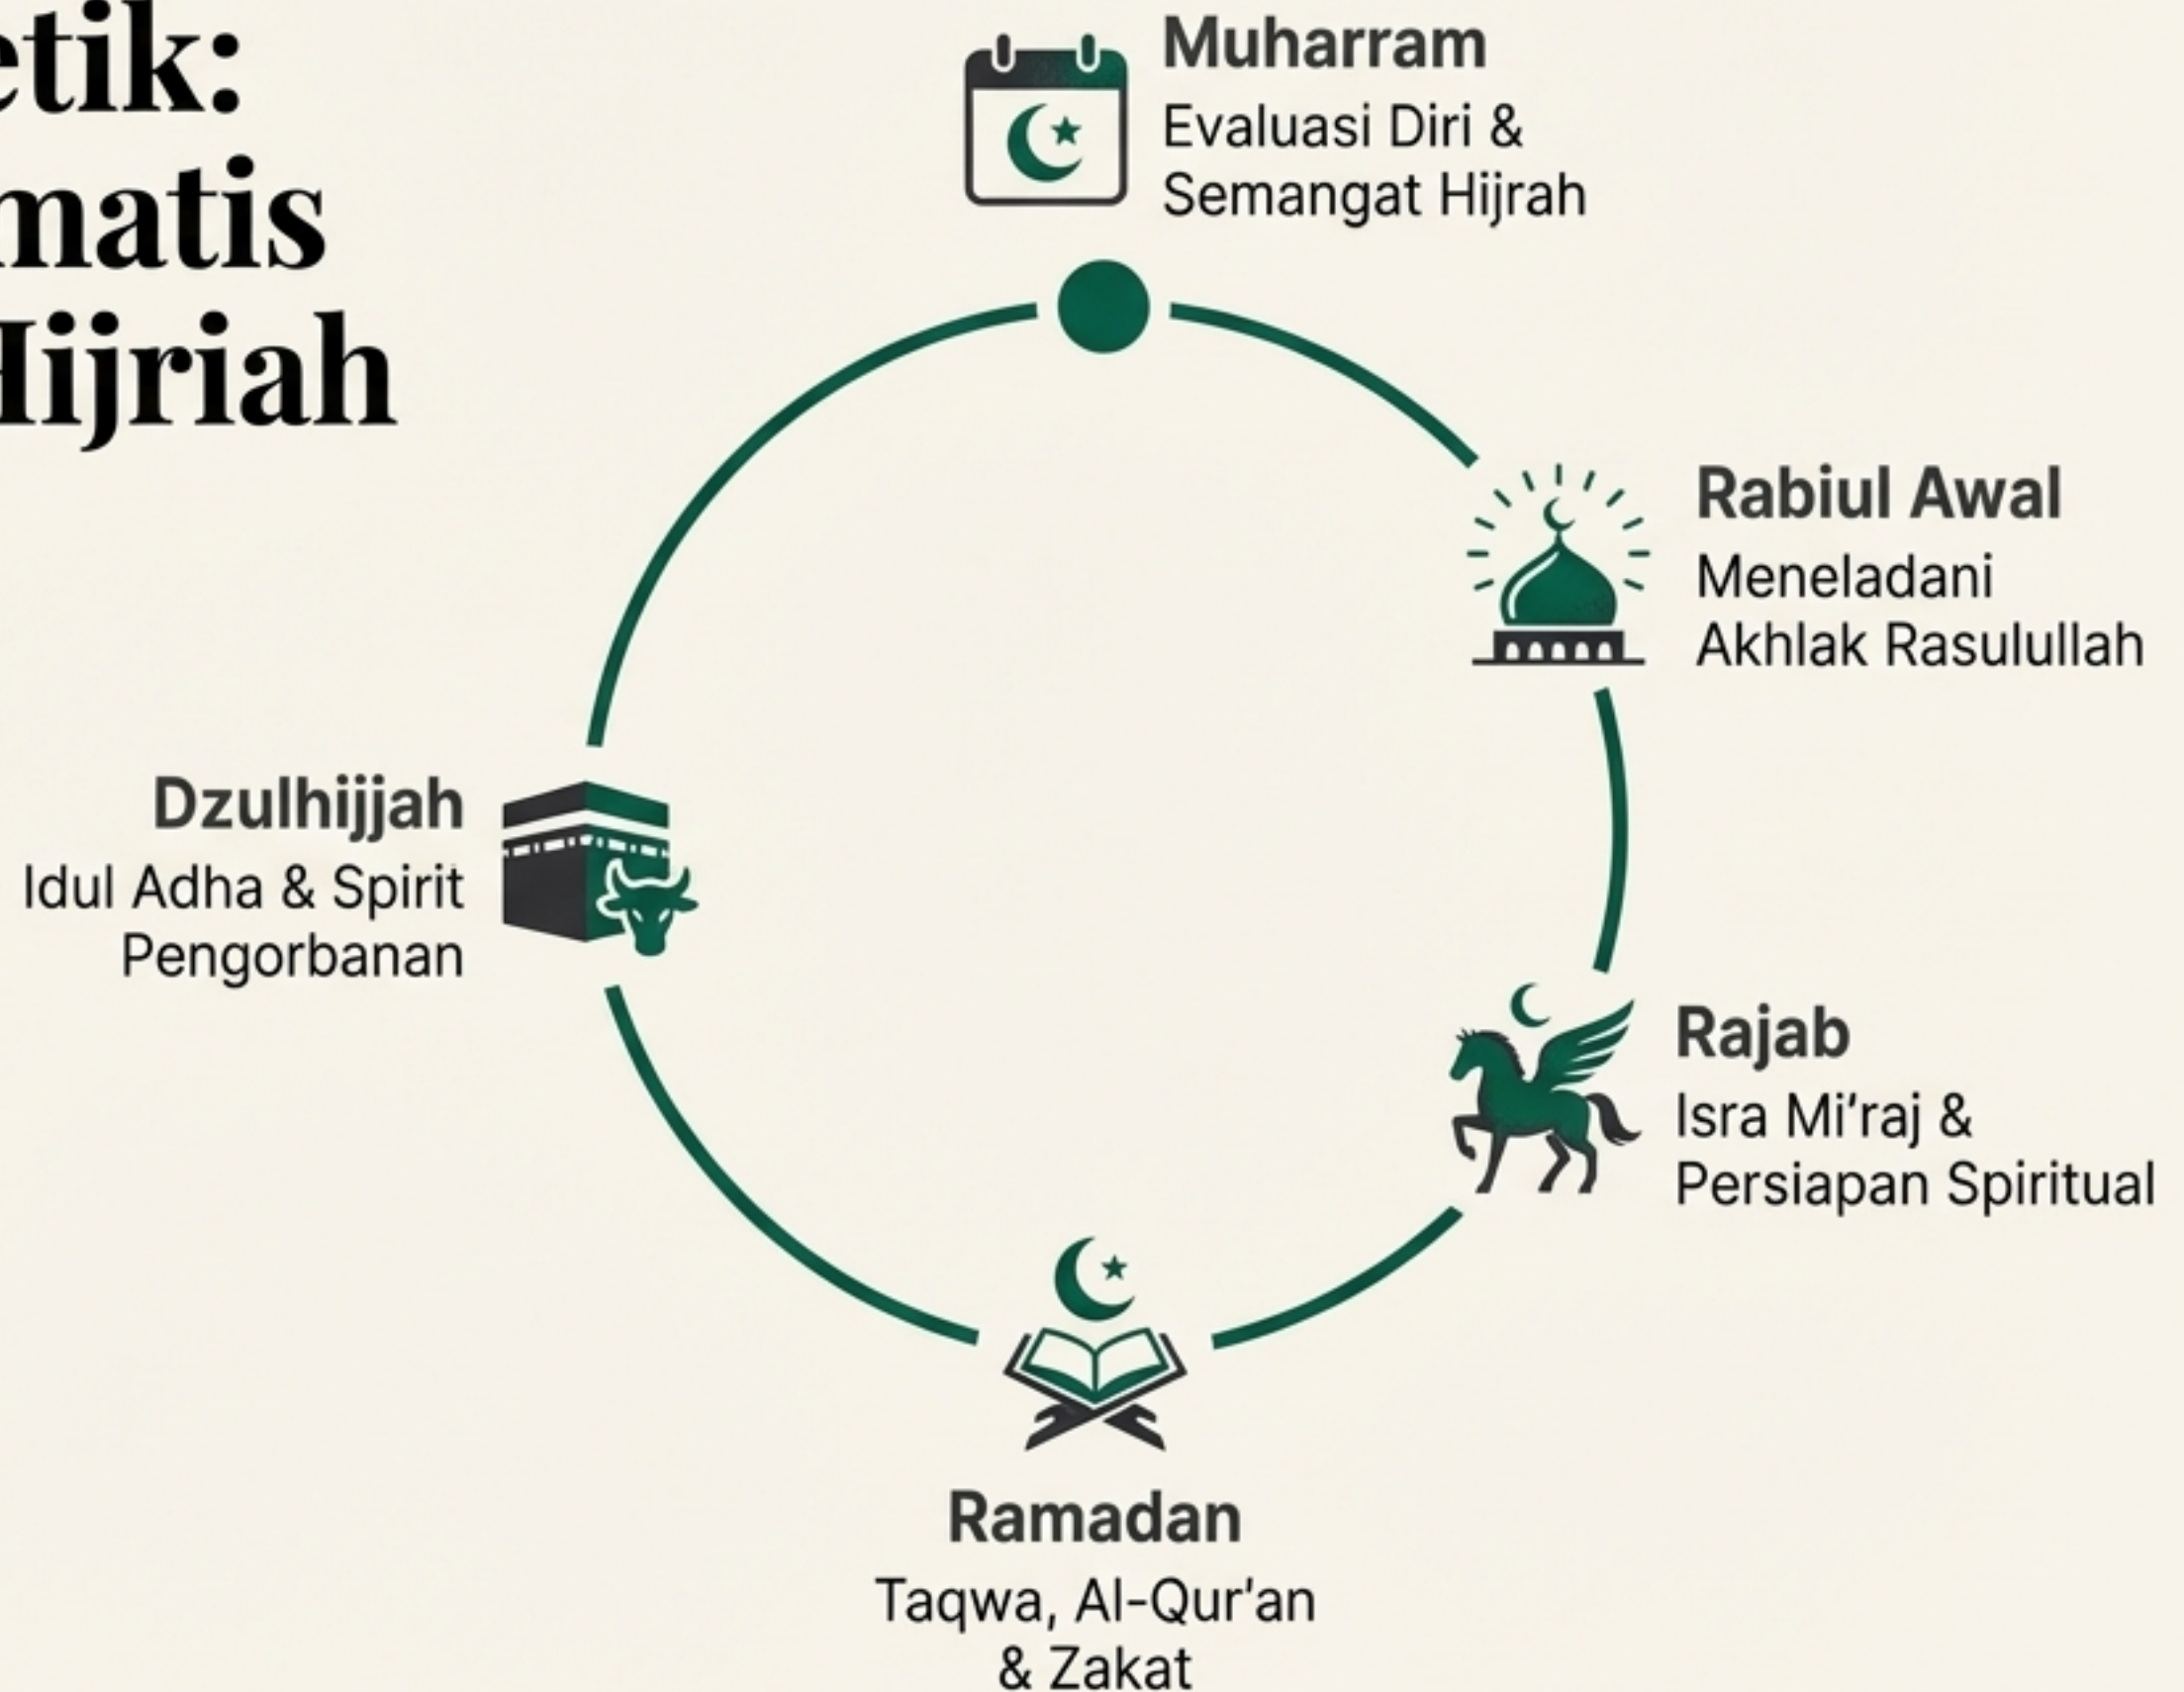 etik:
matis
Hijriah
Muharram
Evaluasi Diri &
Semangat Hijrah
Rabiul Awal
Meneladani
Akhlak Rasulullah
Rajab
Isra Mi'raj &
Persiapan Spiritual
Ramadan
Taqwa, Al-Qur'an
& Zakat
Dzulhijjah
Idul Adha & Spirit
Pengorbanan